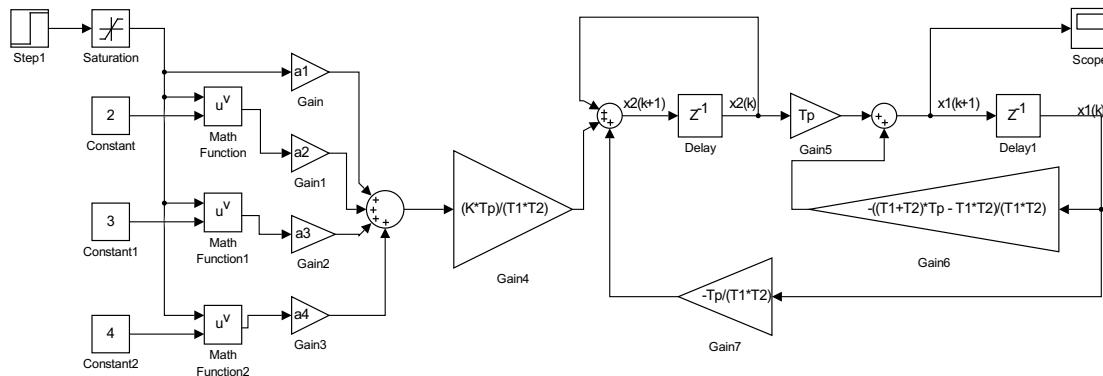 Step1
Saturation
a1
Gain
2
Constant
u^v
Math
Function
a2
Gain1
3
Constant1
u^v
Math
Function1
a3
Gain2
4
Constant2
u^v
Math
Function2
a4
Gain3
+
+
+
+
(K*Tp)/(T1*T2)
Gain4
+
+
+
x2(k+1)
Z^-1
Delay
x2(k)
Tp
Gain5
+ +
x1(k+1)
Z^-1
Delay1
x1(k)
Scope
-((T1+T2)*Tp - T1*T2)/(T1*T2)
Gain6
-Tp/(T1*T2)
Gain7